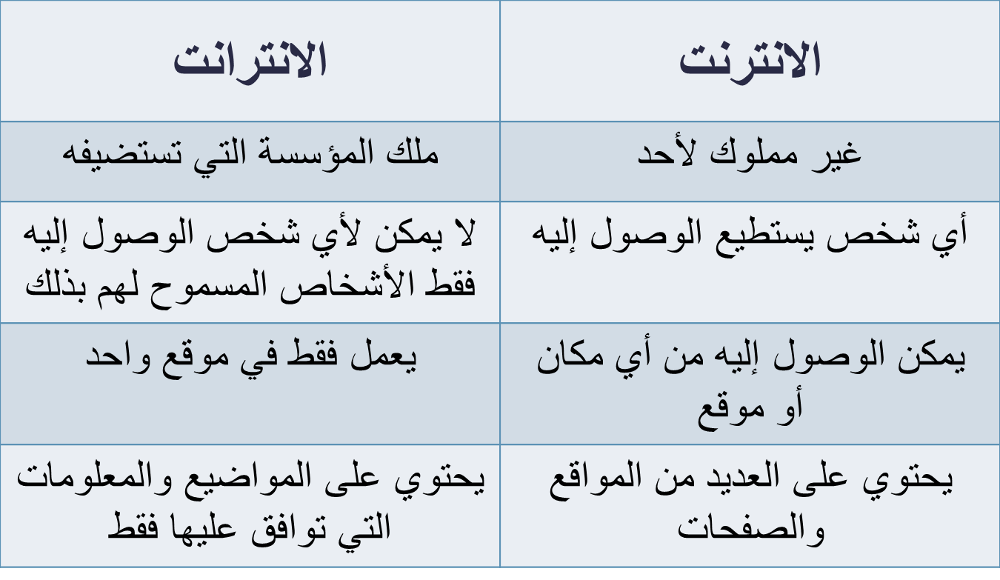 الانترنت
الانترانت
غير مملوك لأحد
ملك المؤسسة التي تستضيفه
أي شخص يستطيع الوصول إليه
لا يمكن لأي شخص الوصول إليه
فقط الأشخاص المسموح لهم بذلك
يمكن الوصول إليه من أي مكان
أو موقع
يعمل فقط في موقع واحد
يحتوي على العديد من المواقع
والصفحات
يحتوي على المواضيع والمعلومات
التي توافق عليها فقط